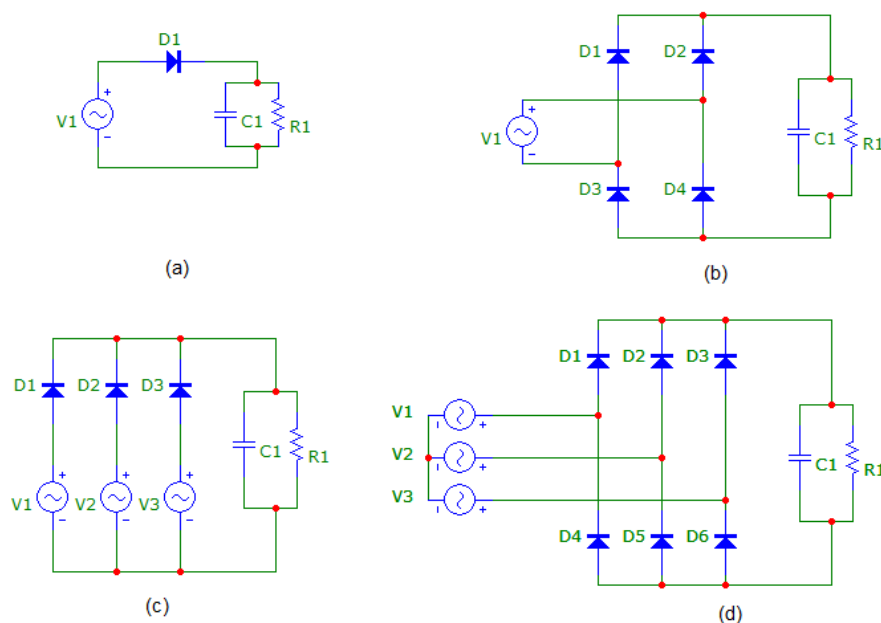 D1
V1
+
−
C1
R1
(a)
D1
D2
+
V1
−
C1
R1
D3
D4
(b)
D1
D2
D3
C1
R1
+
+
+
V1
V2
V3
−
−
−
(c)
D1
D2
D3
V1
−
+
V2
−
+
V3
−
+
C1
R1
D4
D5
D6
(d)